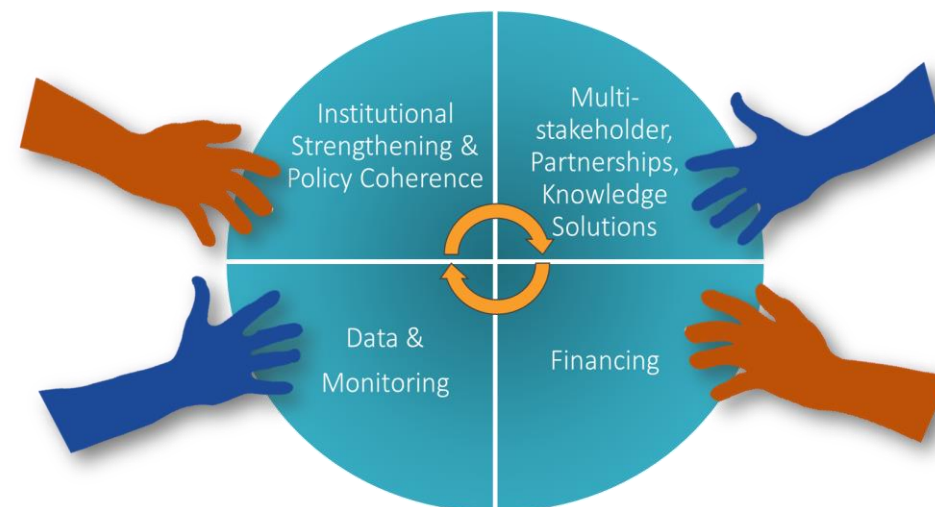 Institutional
Strengthening &
Policy Coherence
Multi-
stakeholder,
Partnerships,
Knowledge
Solutions
Data &
Monitoring
Financing